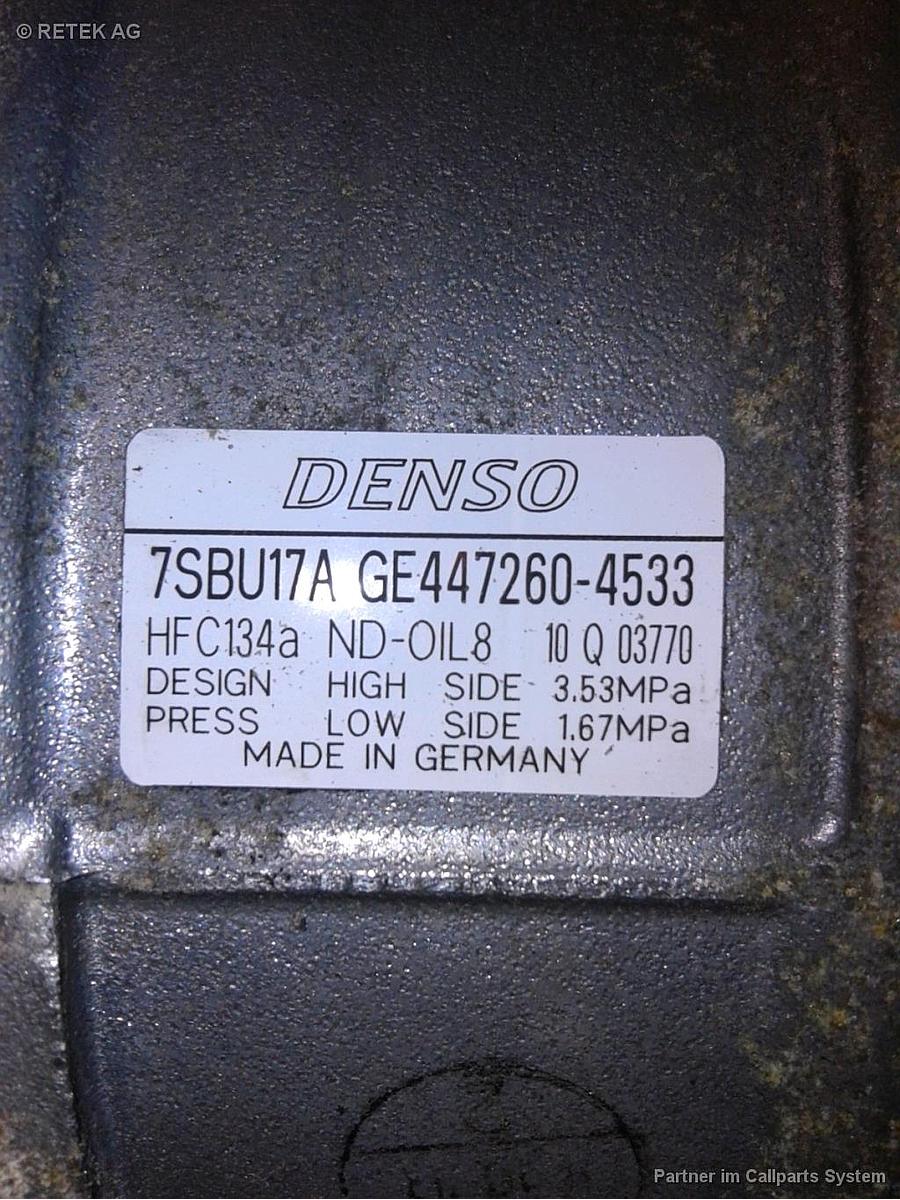 © RETEK AG
DENSO
7SBU17A GE447260-4533
HFC134a ND-OIL8 10 Q 03770
DESIGN HIGH SIDE 3.53MPa
PRESS LOW SIDE 1.67MPa
MADE IN GERMANY
Partner im Callparts System